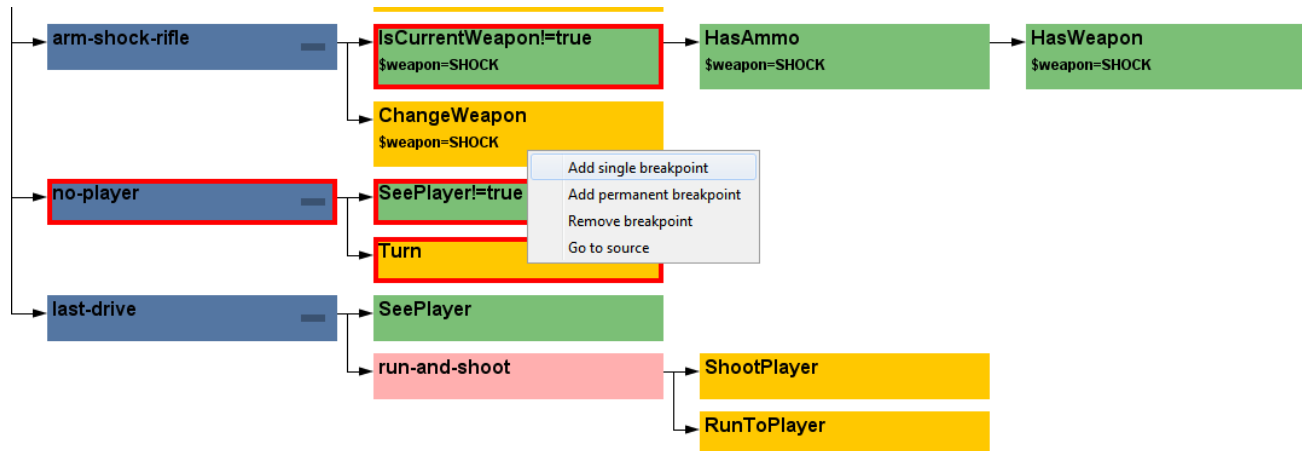 arm-shock-rifle
IsCurrentWeapon!=true
$weapon=SHOCK
HasAmmo
$weapon=SHOCK
HasWeapon
$weapon=SHOCK
ChangeWeapon
$weapon=SHOCK
Add single breakpoint
Add permanent breakpoint
Remove breakpoint
Go to source
no-player
SeePlayer!=true
Turn
last-drive
SeePlayer
run-and-shoot
ShootPlayer
RunToPlayer